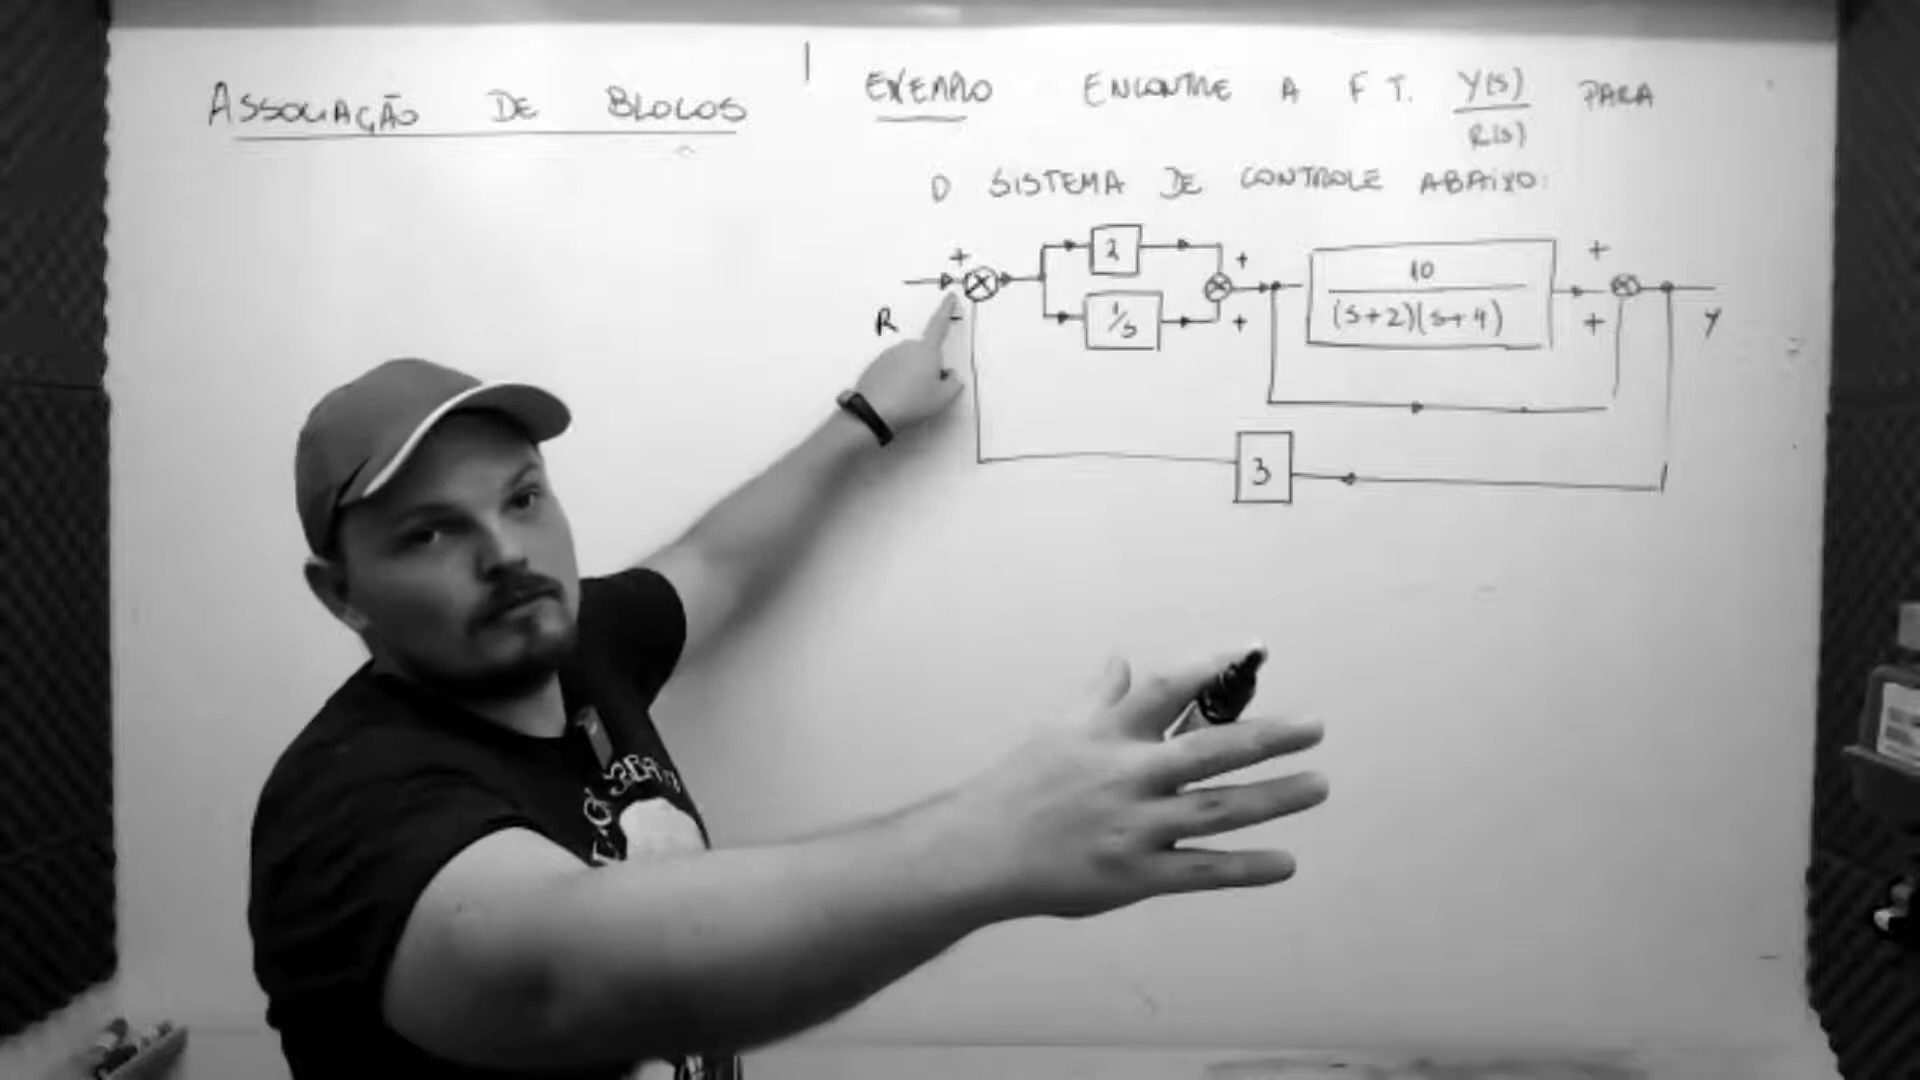 ASSOCIAÇÃO DE BLOCOS
EXEMPLO ENCONTRE A F T. Y(s) PARA
R(s)
O SISTEMA DE CONTROLE ABAIXO:
+ 2 + 10 +
R - 1/s + (s+2)(s+4) + Y
3